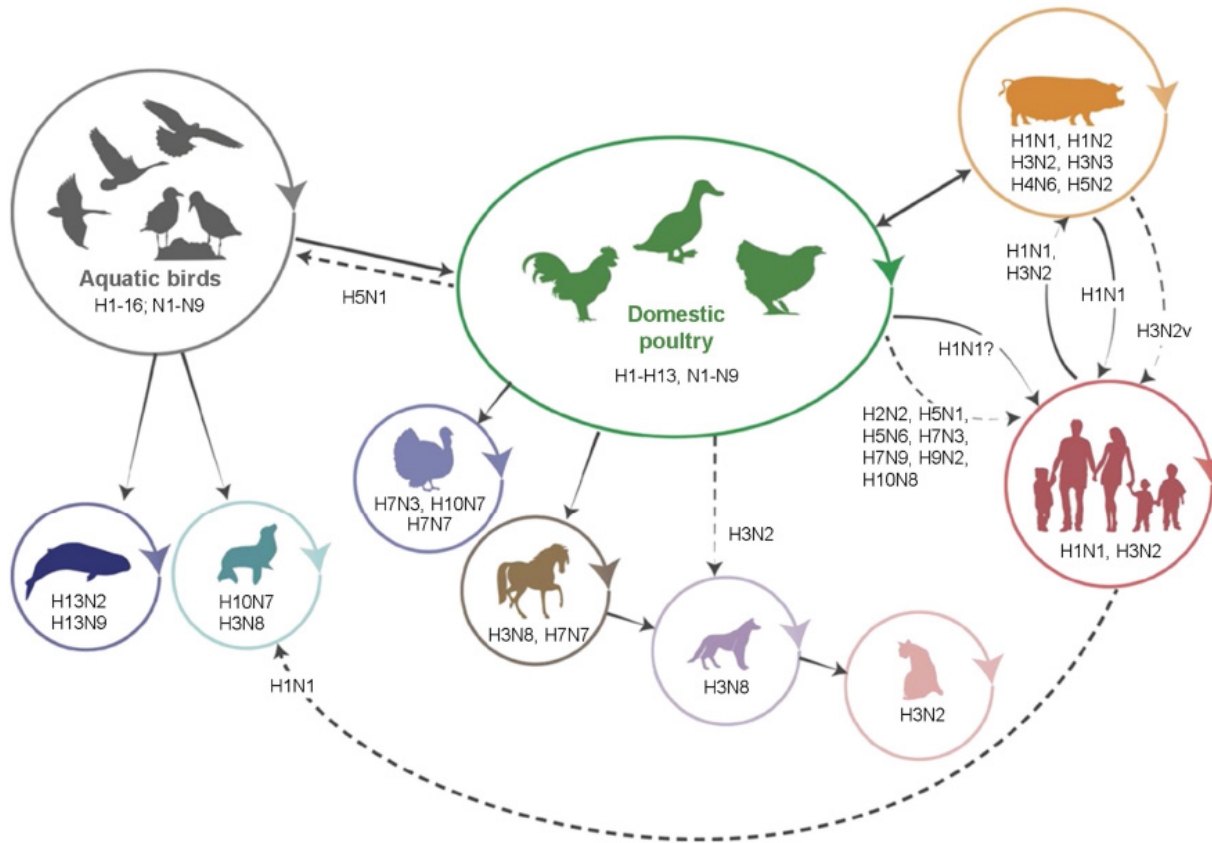 Aquatic birds
H1-16; N1-N9
H5N1
Domestic
poultry
H1-H13, N1-N9
H1N1, H1N2
H3N2, H3N3
H4N6, H5N2
H1N1,
H3N2
H1N1
H3N2v
H1N1?
H2N2, H5N1,
H5N6, H7N3,
H7N9, H9N2,
H10N8
H1N1, H3N2
H7N3, H10N7
H7N7
H3N2
H13N2
H13N9
H10N7
H3N8
H3N8, H7N7
H3N8
H3N2
H1N1